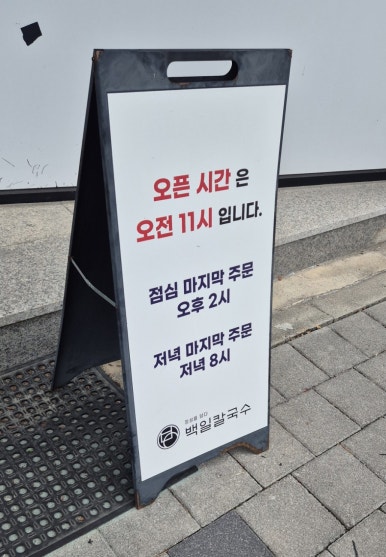 오픈 시간 은
오전 11시 입니다.
점심 마지막 주문
오후 2시
저녁 마지막 주문
저녁 8시
백일칼국수